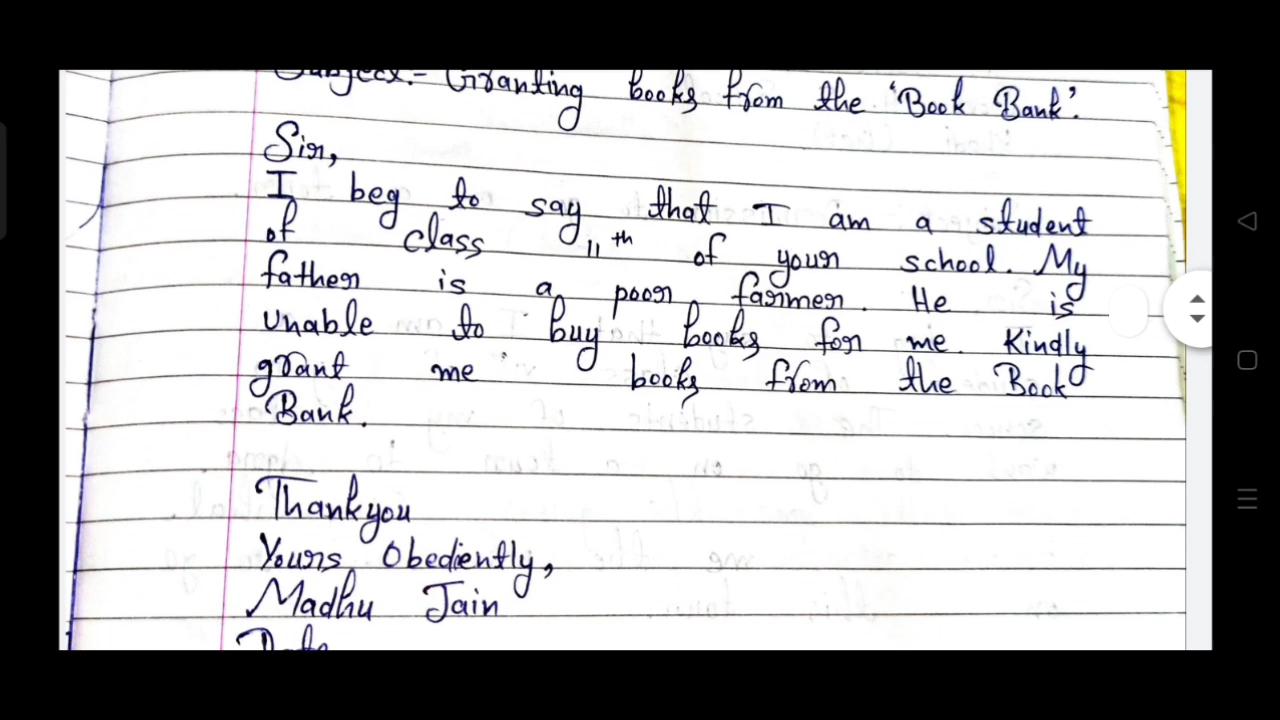 Subject:- Granting books from the "Book Bank".
Sir,
I beg to say that I am a student
of class 11th of your school. My
father is a poor farmer. He is
unable to buy books for me. Kindly
grant me books from the Book
Bank.
Thankyou
Yours Obediently,
Madhu Jain
Date